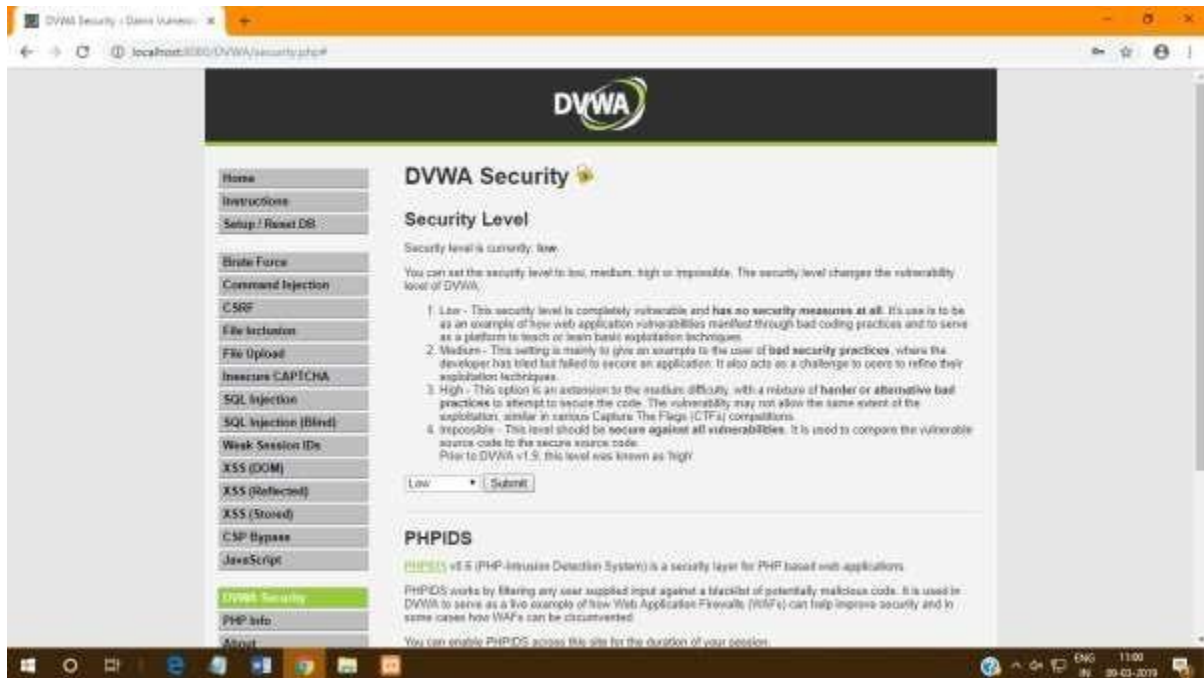 DVWA Security :: Damn Vulnera
localhost:8080/DVWA/security.php#
DVWA
Home
Instructions
Setup / Reset DB
Brute Force
Command Injection
CSRF
File Inclusion
File Upload
Insecure CAPTCHA
SQL Injection
SQL Injection (Blind)
Weak Session IDs
XSS (DOM)
XSS (Reflected)
XSS (Stored)
CSP Bypass
JavaScript
DVWA Security
PHP Info
About
DVWA Security
Security Level
Security level is currently: low.
You can set the security level to low, medium, high or impossible. The security level changes the vulnerability
level of DVWA:
1. Low - This security level is completely vulnerable and has no security measures at all. It's use is to be
as an example of how web application vulnerabilities manifest through bad coding practices and to serve
as a platform to teach or learn basic exploitation techniques.
2. Medium - This setting is mainly to give an example to the user of bad security practices, where the
developer has tried but failed to secure an application. It also acts as a challenge to users to refine their
exploitation techniques.
3. High - This option is an extension to the medium difficulty, with a mixture of harder or alternative bad
practices to attempt to secure the code. The vulnerability may not allow the same extent of the
exploitation, similar in various Capture The Flags (CTFs) competitions.
4. Impossible - This level should be secure against all vulnerabilities. It is used to compare the vulnerable
source code to the secure source code.
Prior to DVWA v1.9, this level was known as 'high'.
Low Submit
PHPIDS
PHPIDS v0.6 (PHP-Intrusion Detection System) is a security layer for PHP based web applications.
PHPIDS works by filtering any user supplied input against a blacklist of potentially malicious code. It is used in
DVWA to serve as a live example of how Web Application Firewalls (WAFs) can help improve security and in
some cases how WAFs can be circumvented.
You can enable PHPIDS across this site for the duration of your session.
ENG
IN
11:00
09-03-2019